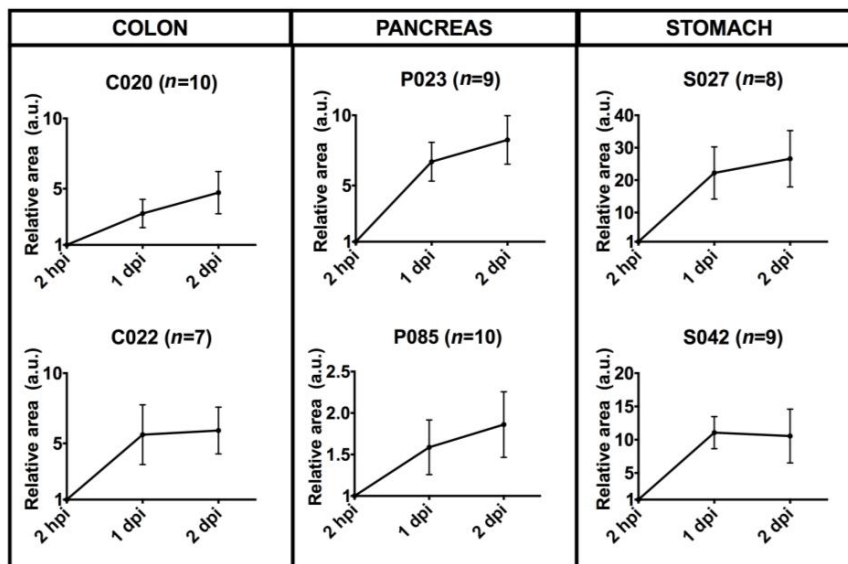 COLON
PANCREAS
STOMACH
C020 (n=10)
Relative area (a.u.)
10
5
1
2 hpi
1 dpi
2 dpi
P023 (n=9)
Relative area (a.u.)
10
5
1
2 hpi
1 dpi
2 dpi
S027 (n=8)
Relative area (a.u.)
40
30
20
10
1
2 hpi
1 dpi
2 dpi
C022 (n=7)
Relative area (a.u.)
10
5
1
2 hpi
1 dpi
2 dpi
P085 (n=10)
Relative area (a.u.)
2.5
2.0
1.5
1
2 hpi
1 dpi
2 dpi
S042 (n=9)
Relative area (a.u.)
20
15
10
5
1
2 hpi
1 dpi
2 dpi